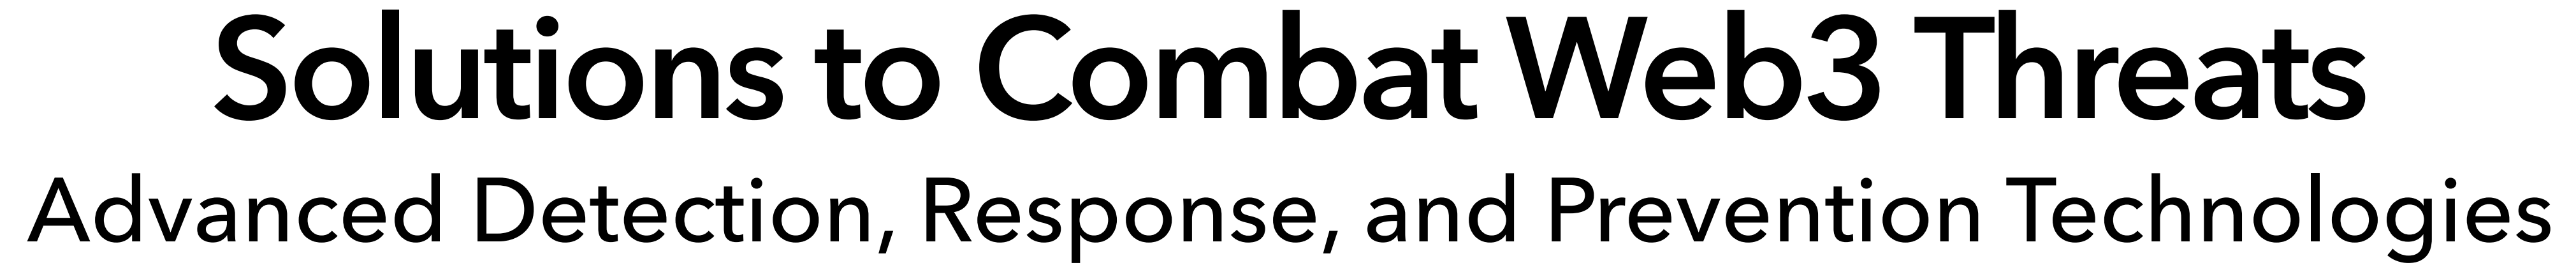 Solutions to Combat Web3 Threats
Advanced Detection, Response, and Prevention Technologies